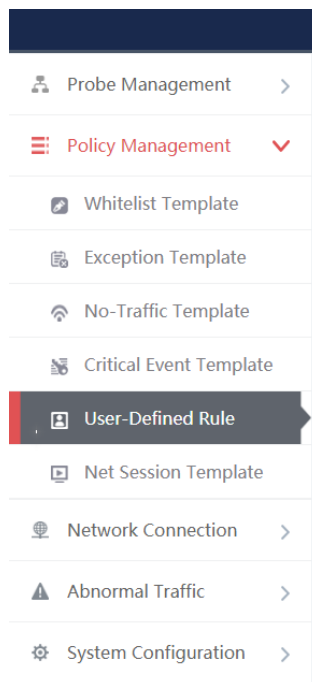 Probe Management
Policy Management
Whitelist Template
Exception Template
No-Traffic Template
Critical Event Template
User-Defined Rule
Net Session Template
Network Connection
Abnormal Traffic
System Configuration